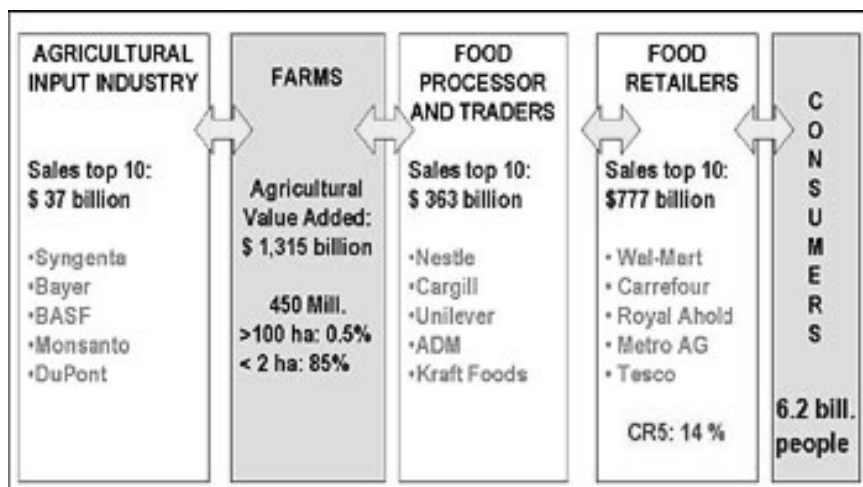 AGRICULTURAL
INPUT INDUSTRY
Sales top 10:
$ 37 billion
•Syngenta
•Bayer
•BASF
•Monsanto
•DuPont
FARMS
Agricultural
Value Added:
$ 1,315 billion
450 Mill.
>100 ha: 0.5%
< 2 ha: 85%
FOOD
PROCESSOR
AND TRADERS
Sales top 10:
$ 363 billion
•Nestle
•Cargill
•Unilever
•ADM
•Kraft Foods
FOOD
RETAILERS
Sales top 10:
$777 billion
• Wal-Mart
• Carrefour
• Royal Ahold
• Metro AG
• Tesco
CR5: 14 %
CONSUMERS
6.2 bill.
people